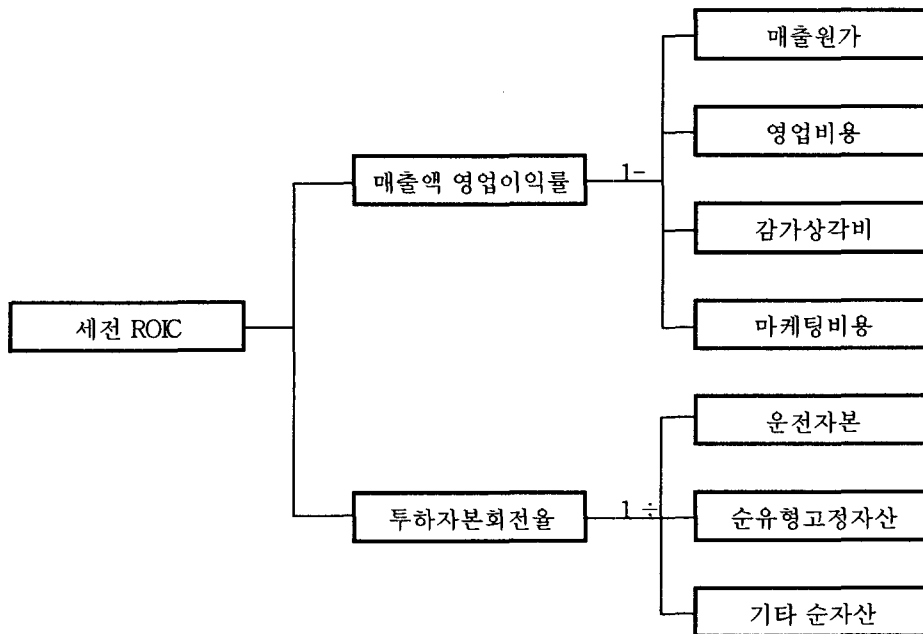 매출원가
영업비용
매출액 영업이익률
1-
감가상각비
마케팅비용
세전 ROIC
운전자본
투하자본회전율
1 ÷
순유형고정자산
기타 순자산